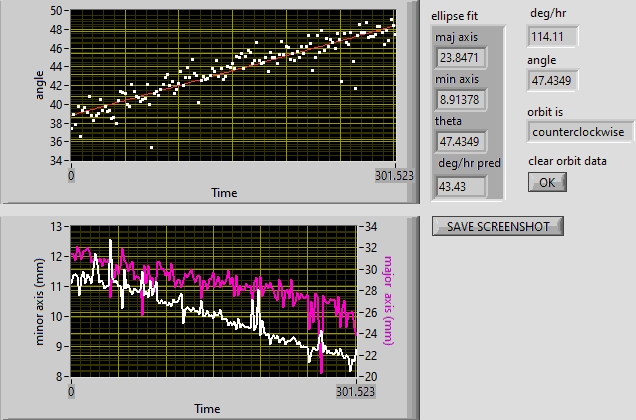 50
48
46
44
42
40
38
36
34
angle
0
301.523
Time
ellipse fit
maj axis
23.8471
min axis
8.91378
theta
47.4349
deg/hr pred
43.43
deg/hr
114.11
angle
47.4349
orbit is
counterclockwise
clear orbit data
OK
SAVE SCREENSHOT
13
12
11
10
9
8
minor axis (mm)
34
32
30
28
26
24
22
20
major axis (mm)
0
301.523
Time